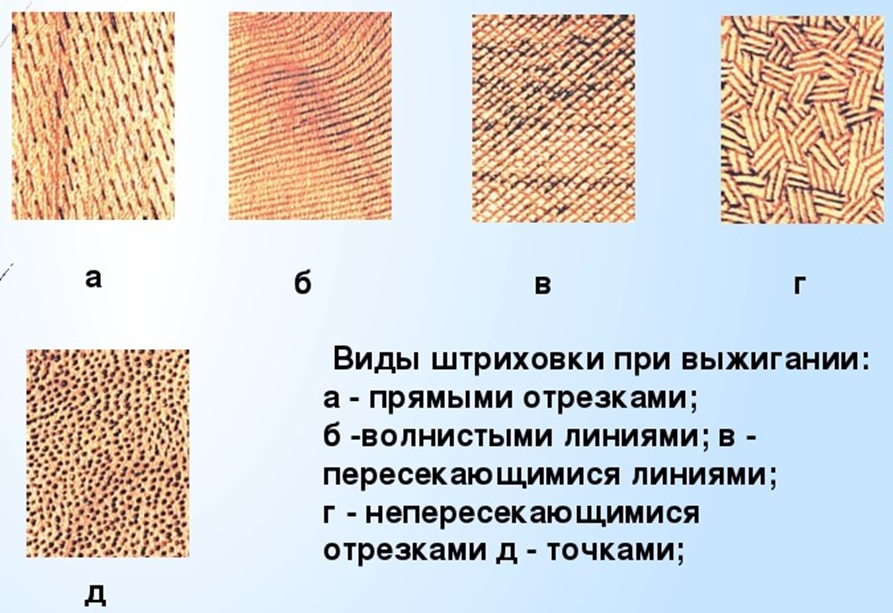 а
б
в
г
д
Виды штриховки при выжигании:
а - прямыми отрезками;
б -волнистыми линиями; в -
пересекающимися линиями;
г - непересекающимися
отрезками д - точками;